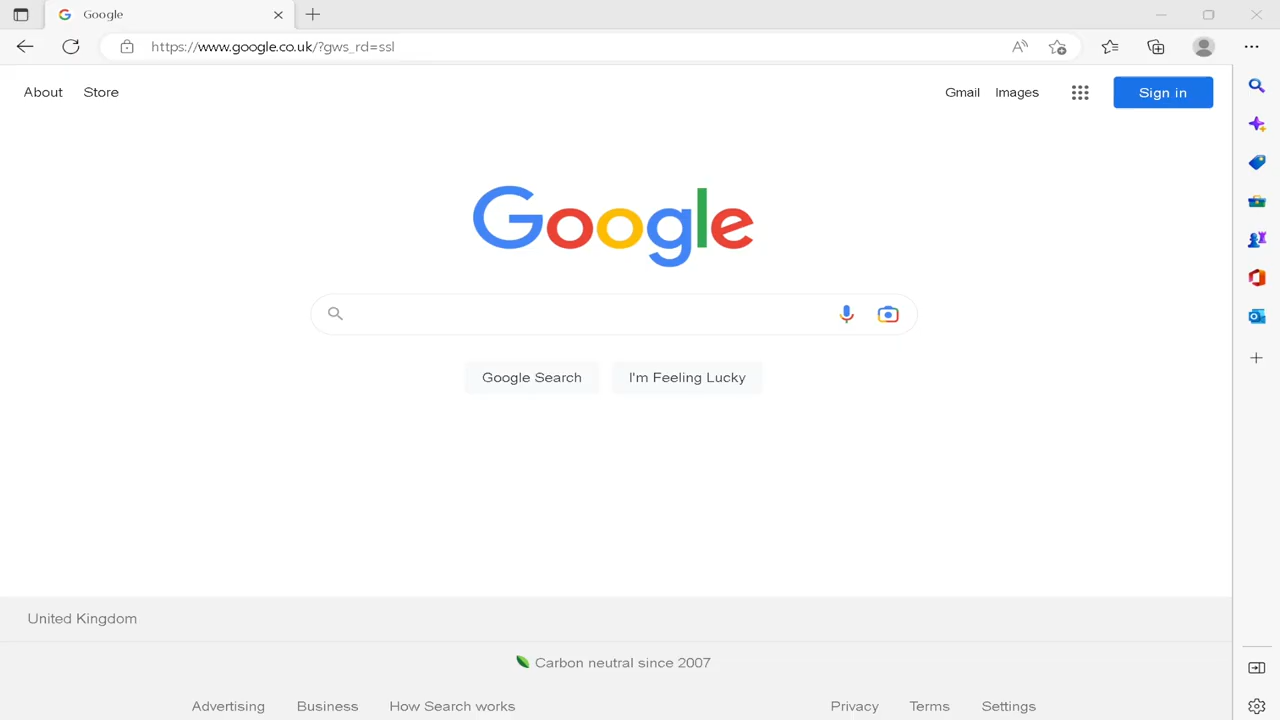 Google
https://www.google.co.uk/?gws_rd=ssl
About Store Gmail Images Sign in
Google
Google Search I'm Feeling Lucky
United Kingdom
Carbon neutral since 2007
Advertising Business How Search works Privacy Terms Settings